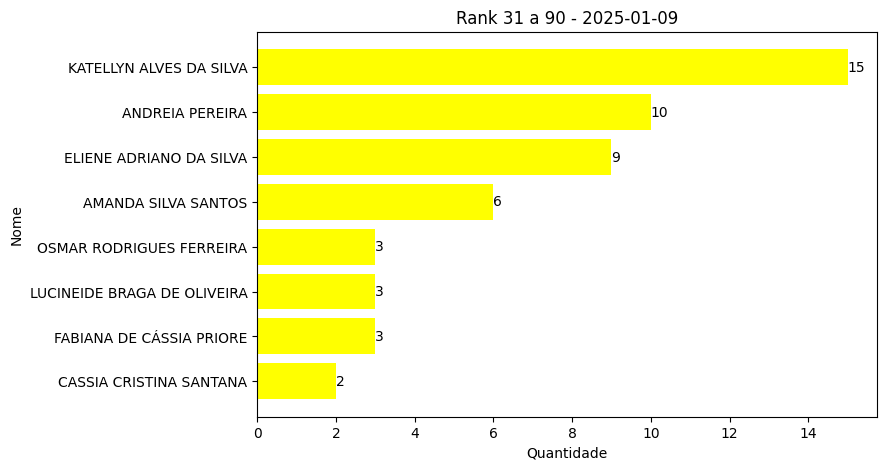 Rank 31 a 90 - 2025-01-09
KATELLYN ALVES DA SILVA 15
ANDREIA PEREIRA 10
ELIENE ADRIANO DA SILVA 9
AMANDA SILVA SANTOS 6
OSMAR RODRIGUES FERREIRA 3
LUCINEIDE BRAGA DE OLIVEIRA 3
FABIANA DE CÁSSIA PRIORE 3
CASSIA CRISTINA SANTANA 2
Nome
0 2 4 6 8 10 12 14
Quantidade